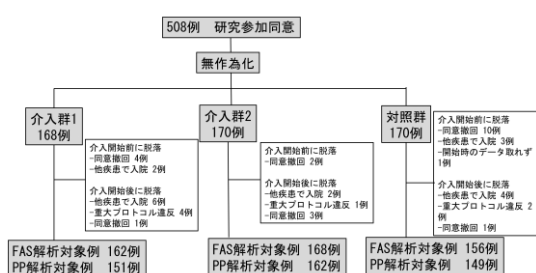 508例 研究参加同意
無作為化
介入群1
168例
介入開始前に脱落
-同意撤回 4例
-他疾患で入院 2例
介入開始後に脱落
-他疾患で入院 6例
-重大プロトコル違反 4例
-同意撤回 1例
FAS解析対象例 162例
PP解析対象例 151例
介入群2
170例
介入開始前に脱落
-同意撤回 2例
介入開始後に脱落
-他疾患で入院 2例
-重大プロトコル違反 1例
-同意撤回 3例
FAS解析対象例 168例
PP解析対象例 162例
対照群
170例
介入開始前に脱落
-同意撤回 10例
-他疾患で入院 3例
-開始時のデータ取れず
1例
介入開始後に脱落
-他疾患で入院 4例
-重大プロトコル違反 2
例
-同意撤回 1例
FAS解析対象例 156例
PP解析対象例 149例